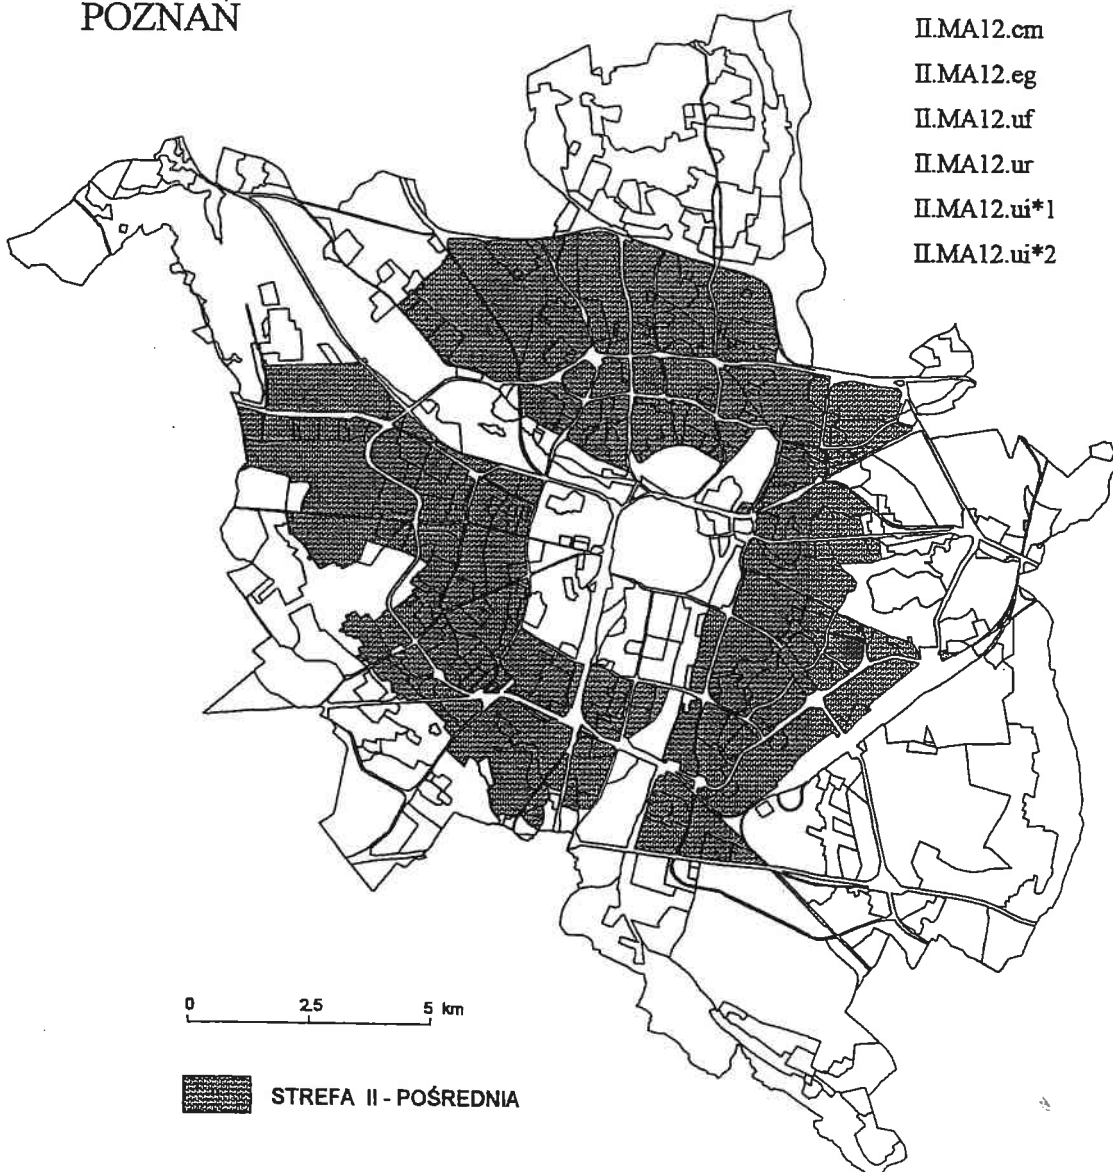 POZNAŃ
II.MA12.cm
II.MA12.eg
II.MA12.uf
II.MA12.ur
II.MA12.ui*1
II.MA12.ui*2
0 2.5 5 km
STREFA II - POŚREDNIA